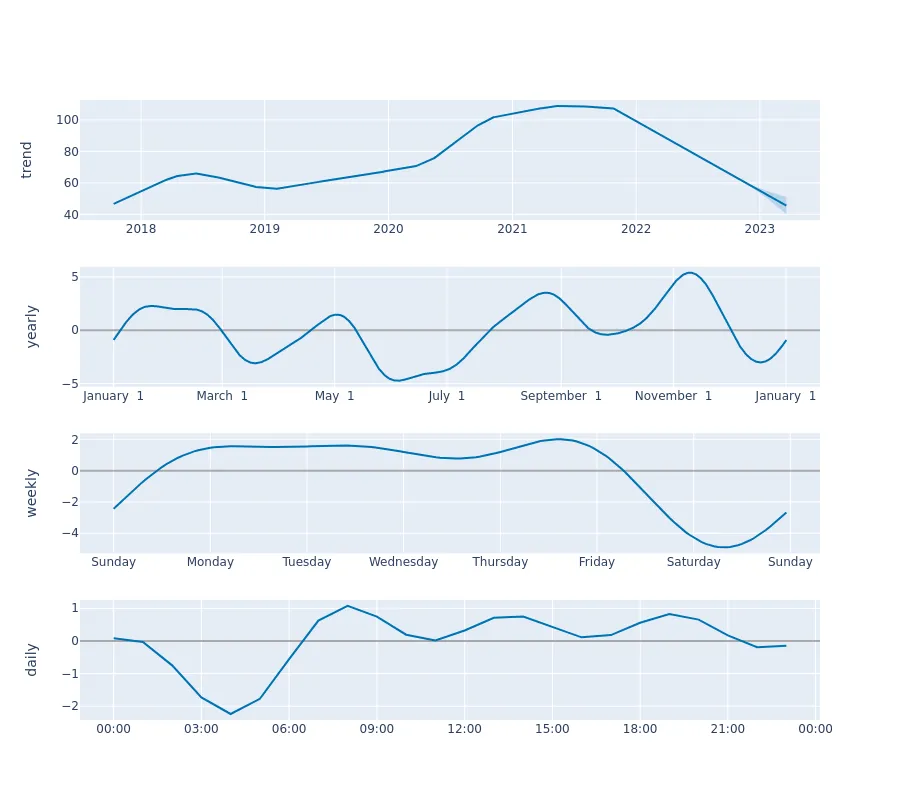 trend
100
80
60
40
2018 2019 2020 2021 2022 2023
yearly
5
0
−5
January 1 March 1 May 1 July 1 September 1 November 1 January 1
weekly
2
0
−2
−4
Sunday Monday Tuesday Wednesday Thursday Friday Saturday Sunday
daily
1
0
−1
−2
00:00 03:00 06:00 09:00 12:00 15:00 18:00 21:00 00:00